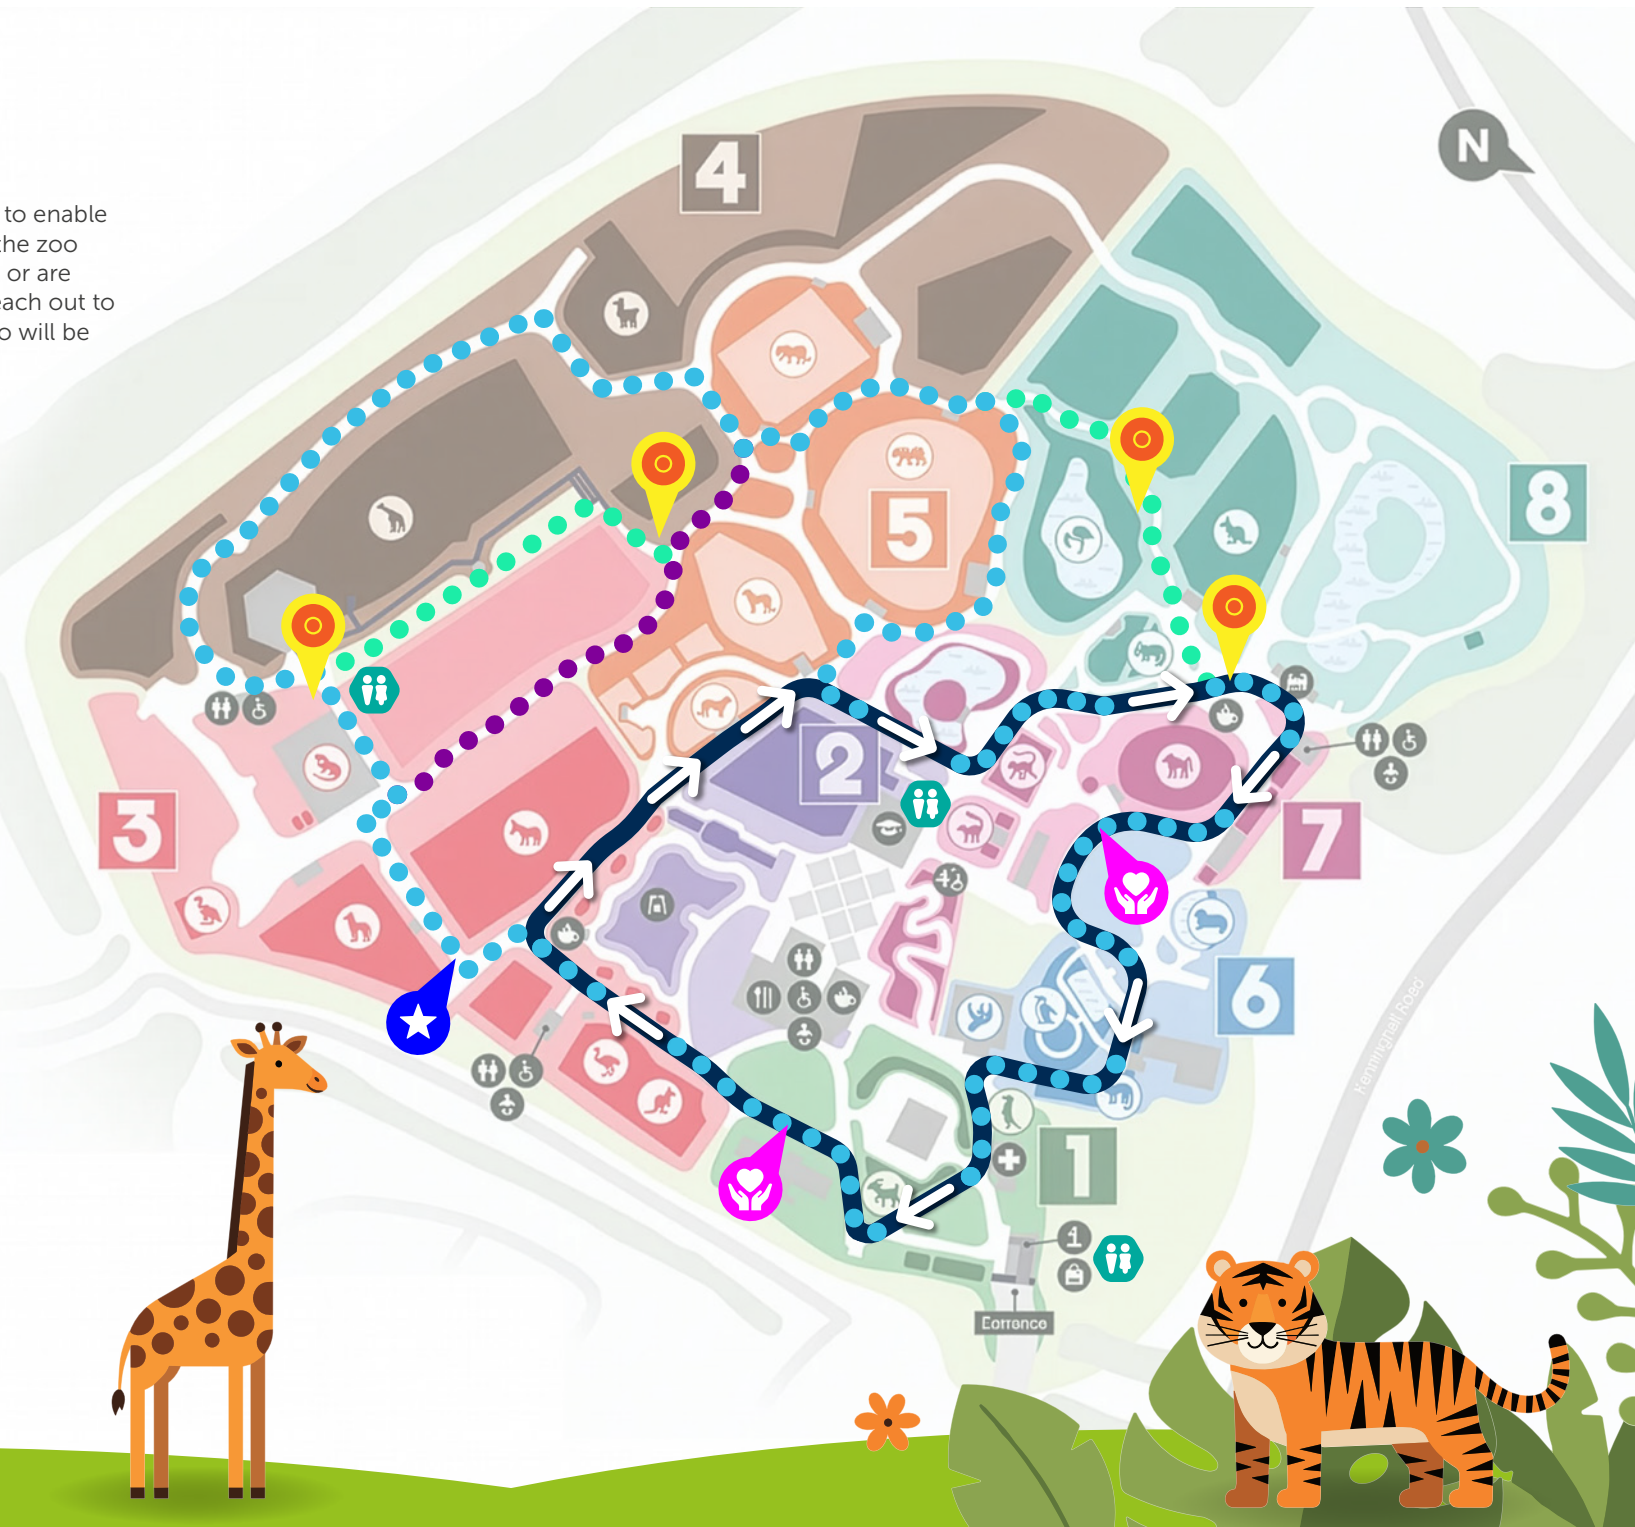 to enable
the zoo
or are
each out to
o will be
N
4
8
5
2
3
7
6
1
i
Entrance
Kenninghall Road